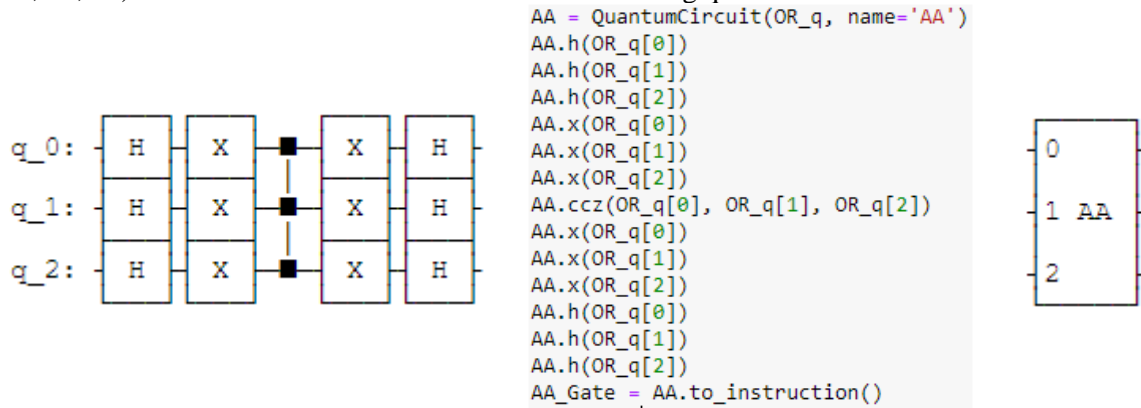 AA = QuantumCircuit(OR_q, name='AA')
AA.h(OR_q[0])
AA.h(OR_q[1])
AA.h(OR_q[2])
AA.x(OR_q[0])
AA.x(OR_q[1])
AA.x(OR_q[2])
AA.ccz(OR_q[0], OR_q[1], OR_q[2])
AA.x(OR_q[0])
AA.x(OR_q[1])
AA.x(OR_q[2])
AA.h(OR_q[0])
AA.h(OR_q[1])
AA.h(OR_q[2])
AA_Gate = AA.to_instruction()
q_0: H X X H
q_1: H X X H
q_2: H X X H
0
1 AA
2